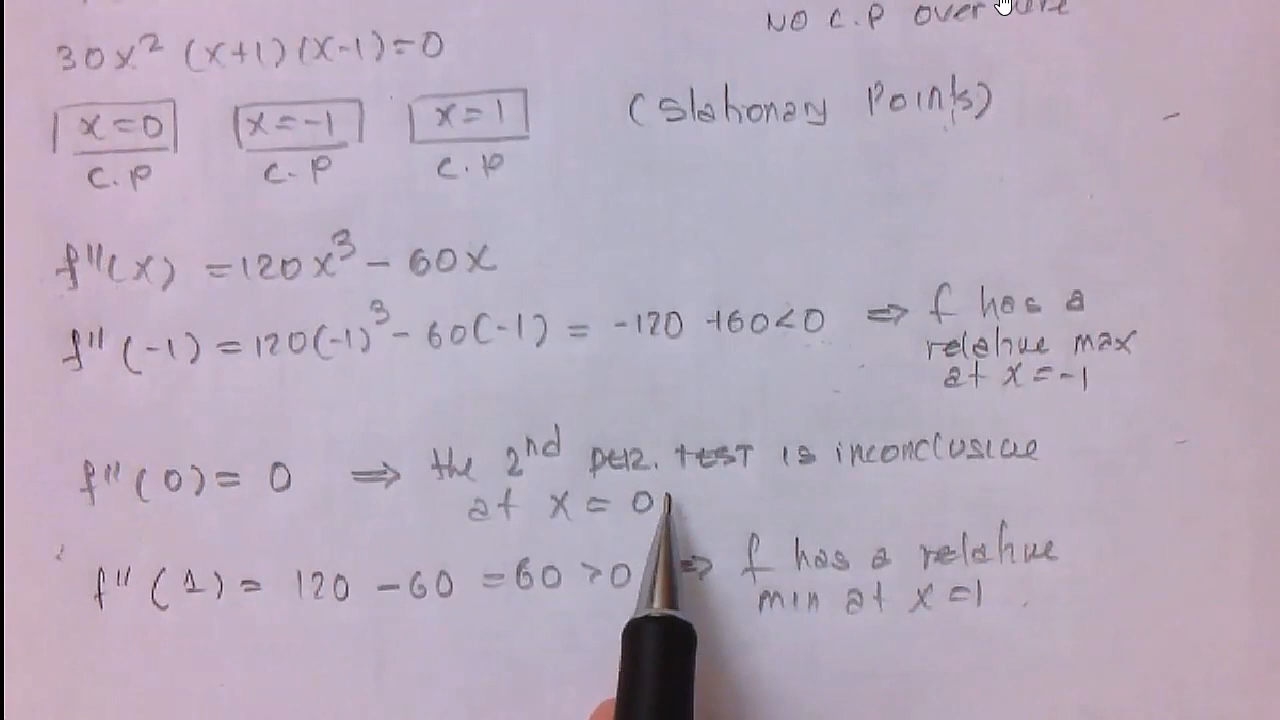 NO C.P over
30x² (x+1)(x-1)=0
x=0 x=-1 x=1 (Stationary Points)
C.P C.P C.P
f''(x) =120x³ - 60x
f''(-1) =120(-1)³ - 60(-1) = -120 +60<0 ⇒ f has a
relative max
at x=-1
f''(0)= 0 ⇒ the 2nd Der. test is inconclusive
at x=0
f''(1)= 120 -60 =60 >0 ⇒ f has a relative
min at x=1